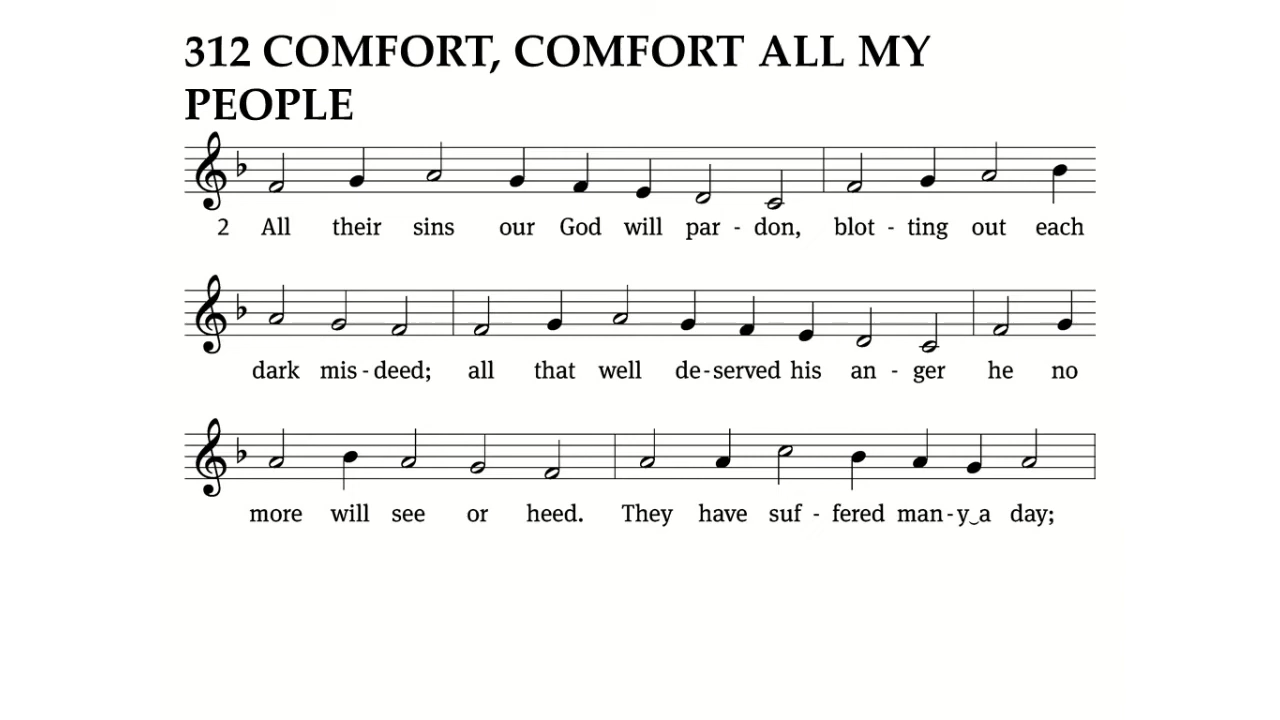 312 COMFORT, COMFORT ALL MY
PEOPLE
2 All their sins our God will par - don, blot - ting out each
dark mis - deed; all that well de - served his an - ger he no
more will see or heed. They have suf - fered man - y‿a day;